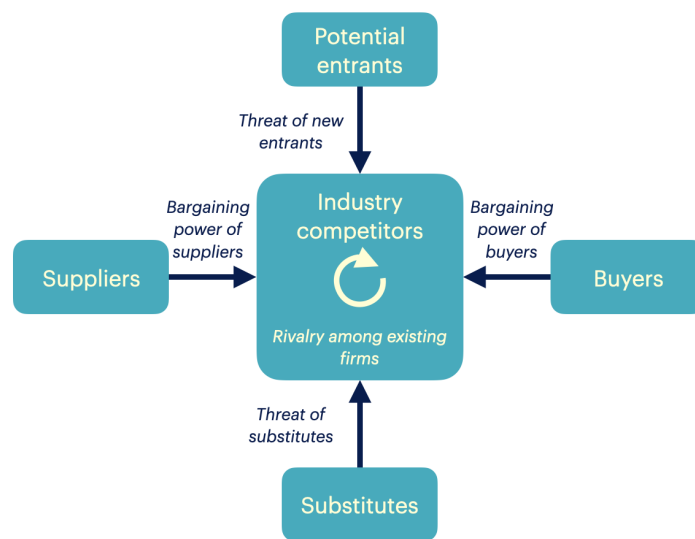 Potential
entrants
Threat of new
entrants
Industry
competitors
Bargaining
power of
suppliers
Bargaining
power of
buyers
Suppliers
Buyers
Rivalry among existing
firms
Threat of
substitutes
Substitutes